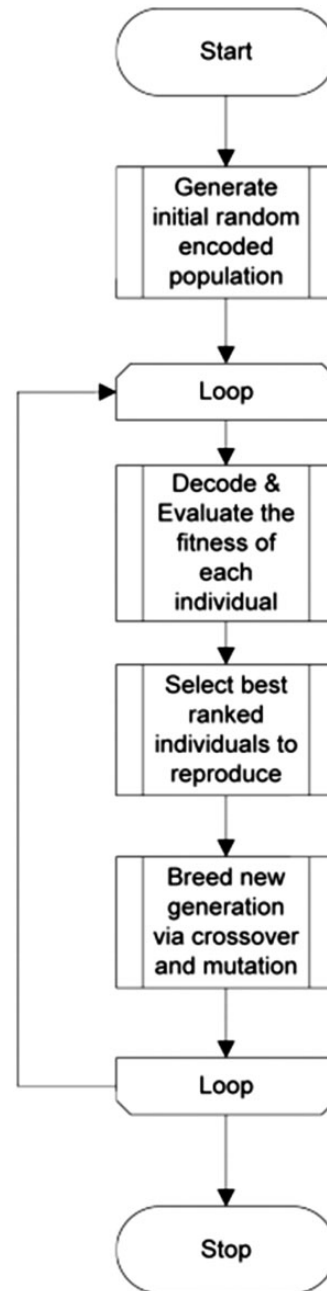 Start
Generate
initial random
encoded
population
Loop
Decode &
Evaluate the
fitness of
each
individual
Select best
ranked
individuals to
reproduce
Breed new
generation
via crossover
and mutation
Loop
Stop